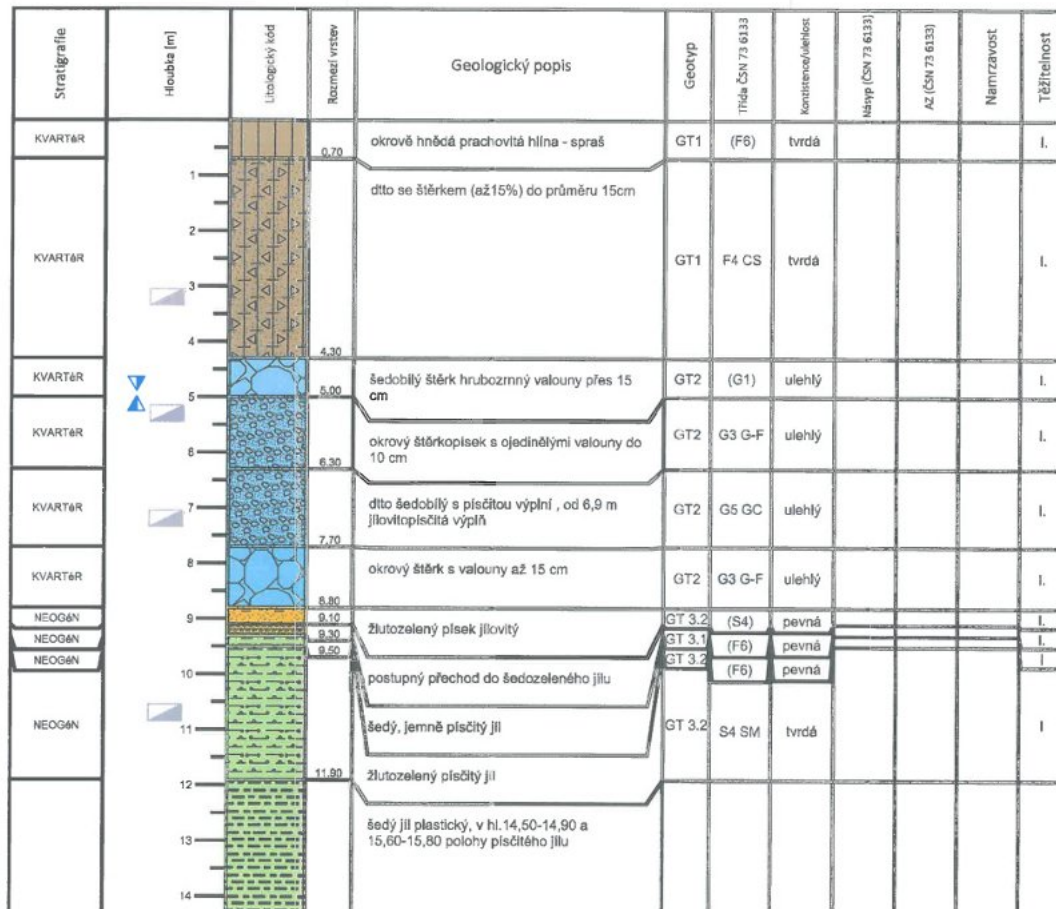 Stratigrafie
Hloubka [m]
Litologický kód
Rozmezí vrstev
Geologický popis
Geotyp
Třída ČSN 73 6133
Konzistence/ulehlost
Násyp (ČSN 73 6133)
AZ (ČSN 73 6133)
Namrzavost
Těžitelnost
KVARTéR
0,70
okrově hnědá prachovitá hlína - spraš
GT1
(F6)
tvrdá
I.
1
2
3
4
KVARTéR
4,30
dtto se štěrkem (až15%) do průměru 15cm
GT1
F4 CS
tvrdá
I.
KVARTéR
5
5,00
šedobílý štěrk hrubozrnný valouny přes 15
cm
GT2
(G1)
ulehlý
I.
KVARTéR
6
6,30
okrový štěrkopísek s ojedinělými valouny do
10 cm
GT2
G3 G-F
ulehlý
I.
KVARTéR
7
7,70
dtto šedobílý s písčitou výplní , od 6,9 m
jílovitopísčitá výplň
GT2
G5 GC
ulehlý
I.
KVARTéR
8
8,80
okrový štěrk s valouny až 15 cm
GT2
G3 G-F
ulehlý
I.
NEOGéN
9
9,10
žlutozelený písek jílovitý
GT 3.2
(S4)
pevná
I.
NEOGéN
9,30
postupný přechod do šedozeleného jílu
GT 3.1
(F6)
pevná
I.
NEOGéN
9,50
šedý, jemně písčitý jíl
GT 3.2
(F6)
pevná
I
NEOGéN
10
11
11,90
žlutozelený písčitý jíl
GT 3.2
S4 SM
tvrdá
I
12
13
14
šedý jíl plastický, v hl.14,50-14,90 a
15,60-15,80 polohy písčitého jílu